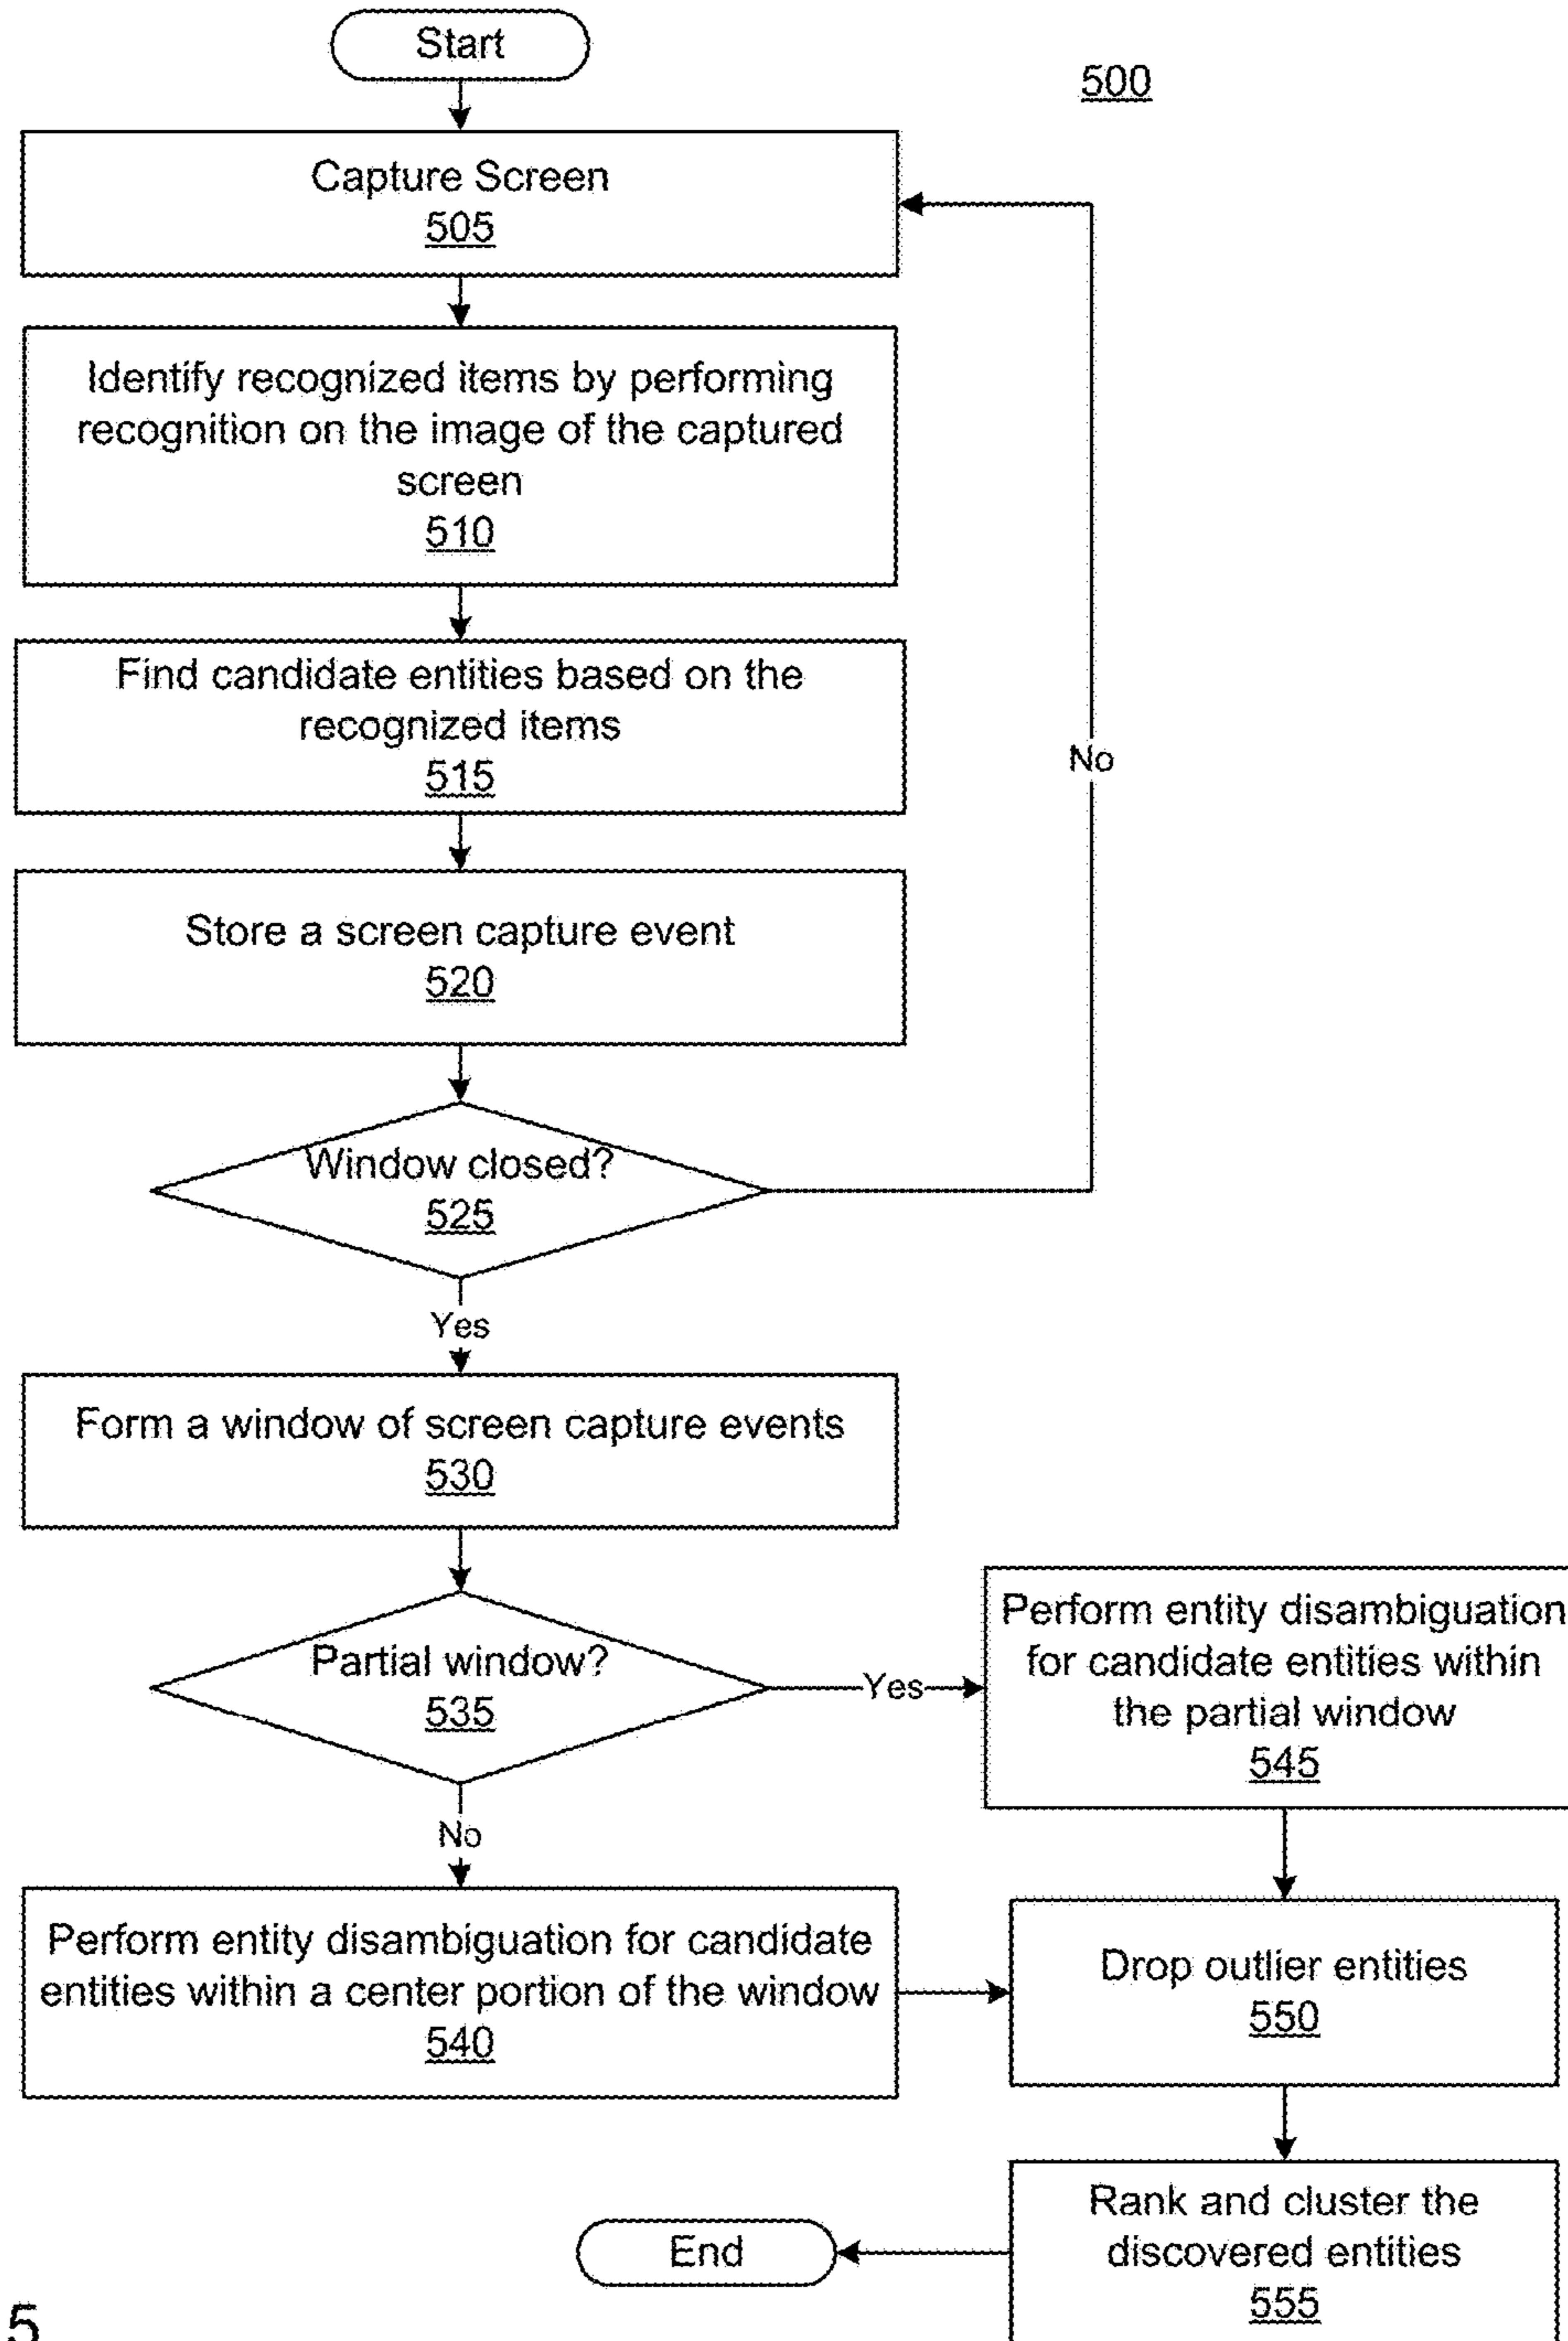 Start
500
Capture Screen
505
Identify recognized items by performing
recognition on the image of the captured
screen
510
Find candidate entities based on the
recognized items
515
No
Store a screen capture event
520
Window closed?
525
Yes
Form a window of screen capture events
530
Partial window?
535
Yes
Perform entity disambiguation
for candidate entities within
the partial window
545
No
Perform entity disambiguation for candidate
entities within a center portion of the window
540
Drop outlier entities
550
Rank and cluster the
discovered entities
555
End
5